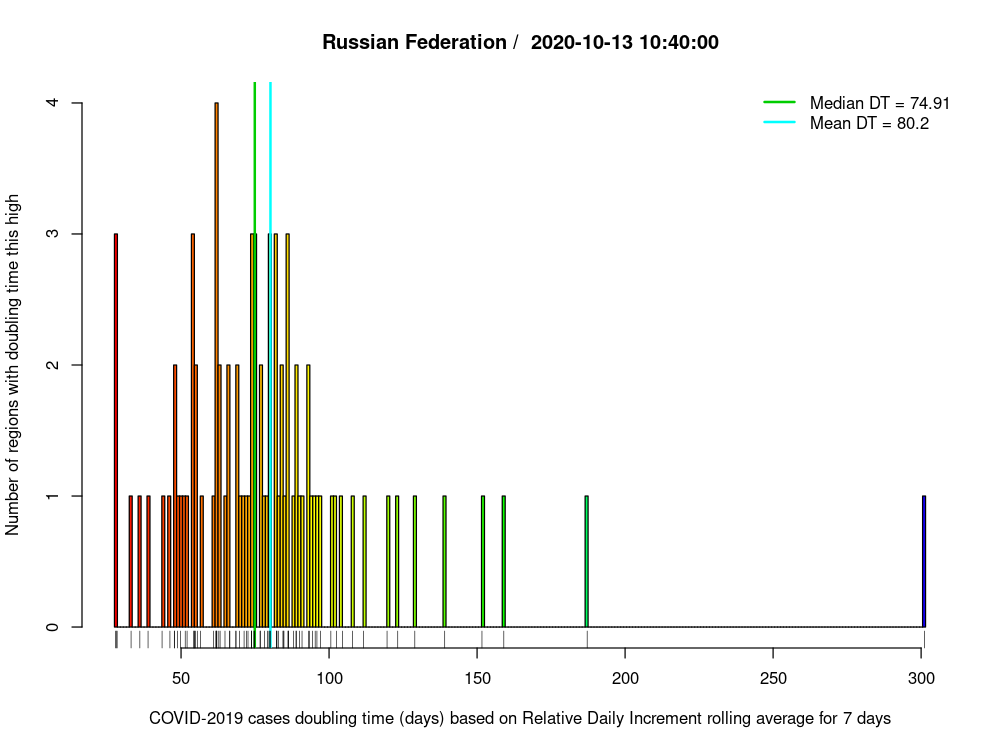 Russian Federation /  2020-10-13 10:40:00
Median DT = 74.91
Mean DT = 80.2
Number of regions with doubling time this high
4
3
2
1
0
50 100 150 200 250 300
COVID-2019 cases doubling time (days) based on Relative Daily Increment rolling average for 7 days